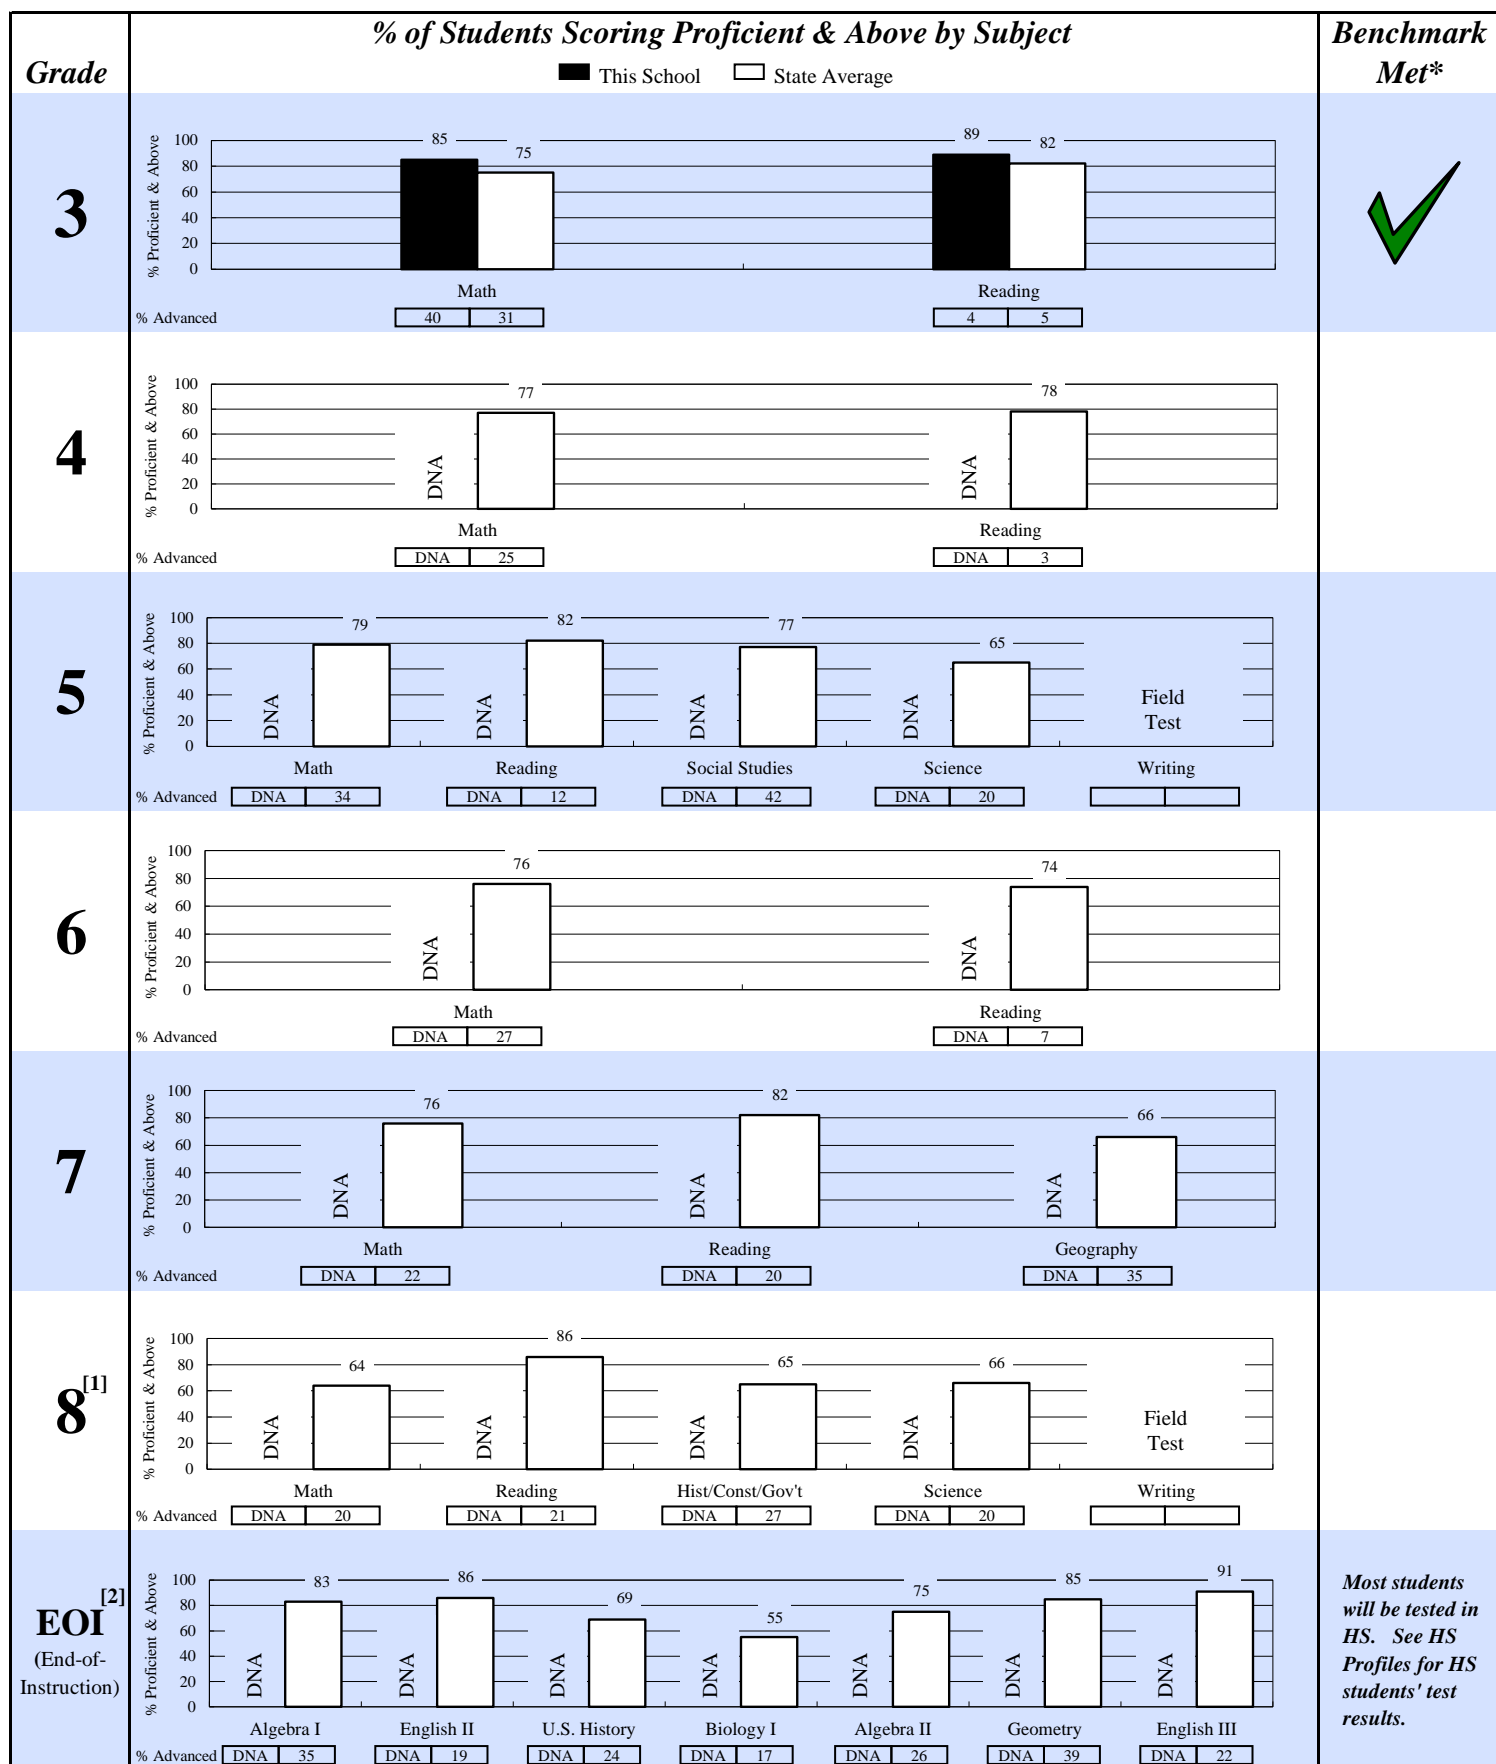 % of Students Scoring Proficient & Above by Subject
Benchmark
Met*
Grade
This School State Average
3
% Proficient & Above
100
80
60
40
20
0
85 75 89 82
Math Reading
% Advanced 40 31 4 5
4
% Proficient & Above
100
80
60
40
20
0
DNA 77 DNA 78
Math Reading
% Advanced DNA 25 DNA 3
5
% Proficient & Above
100
80
60
40
20
0
DNA 79 DNA 82 DNA 77 DNA 65
Field
Test
Math Reading Social Studies Science Writing
% Advanced DNA 34 DNA 12 DNA 42 DNA 20
6
% Proficient & Above
100
80
60
40
20
0
DNA 76 DNA 74
Math Reading
% Advanced DNA 27 DNA 7
7
% Proficient & Above
100
80
60
40
20
0
DNA 76 DNA 82 DNA 66
Math Reading Geography
% Advanced DNA 22 DNA 20 DNA 35
8[1]
% Proficient & Above
100
80
60
40
20
0
DNA 64 DNA 86 DNA 65 DNA 66
Field
Test
Math Reading Hist/Const/Gov't Science Writing
% Advanced DNA 20 DNA 21 DNA 27 DNA 20
EOI[2]
(End-of-
Instruction)
% Proficient & Above
100
80
60
40
20
0
DNA 83 DNA 86 DNA 69 DNA 55 DNA 75 DNA 85 DNA 91
Algebra I English II U.S. History Biology I Algebra II Geometry English III
% Advanced DNA 35 DNA 19 DNA 24 DNA 17 DNA 26 DNA 39 DNA 22
Most students
will be tested in
HS. See HS
Profiles for HS
students' test
results.